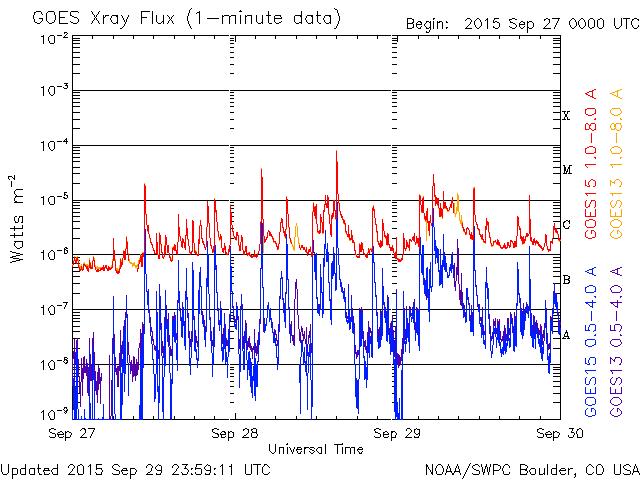 GOES Xray Flux (1-minute data)
Begin: 2015 Sep 27 0000 UTC
10^-2
10^-3
10^-4
10^-5
10^-6
10^-7
10^-8
10^-9
Watts m^-2
X
M
C
B
A
GOES15 1.0-8.0 A
GOES13 1.0-8.0 A
GOES15 0.5-4.0 A
GOES13 0.5-4.0 A
Sep 27 Sep 28 Sep 29 Sep 30
Universal Time
Updated 2015 Sep 29 23:59:11 UTC
NOAA/SWPC Boulder, CO USA